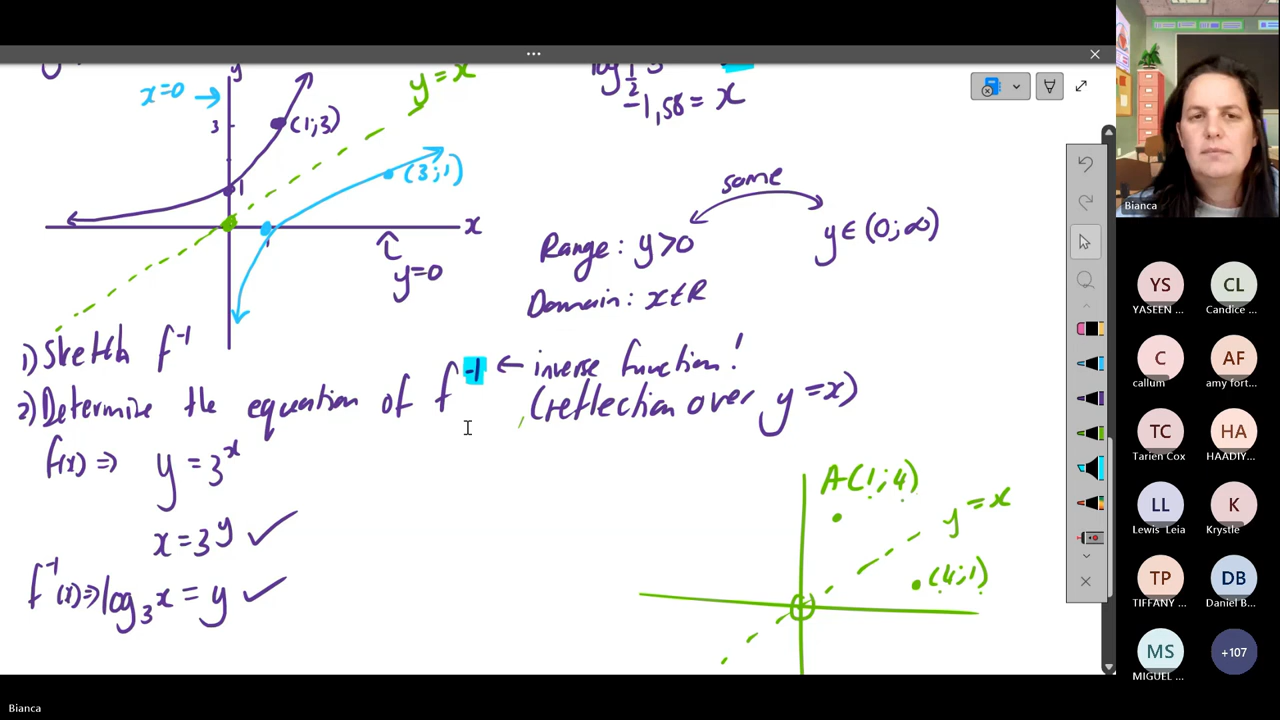 y
y = x
x=0 →
3
(1;3)
(3;1)
1
1
x
y=0
log 1/2 3
-1,58 = x
some
Range: y>0
y ∈ (0;∞)
Domain: x ∈ R
1) Sketch f⁻¹
2) Determine the equation of f⁻¹ ← inverse function!
(reflection over y = x)
f(x) ⇒ y = 3ˣ
x = 3ʸ ✓
f⁻¹(x) ⇒ log₃x = y ✓
A(1;4)
y = x
(4;1)
Bianca
YS
YASEEN ...
CL
Candice ...
C
callum
AF
amy fort...
TC
Tarien Cox
HA
HAADIY...
LL
Lewis Leia
K
Krystle
TP
TIFFANY ...
DB
Daniel B...
MS
MIGUEL ...
+107
Bianca